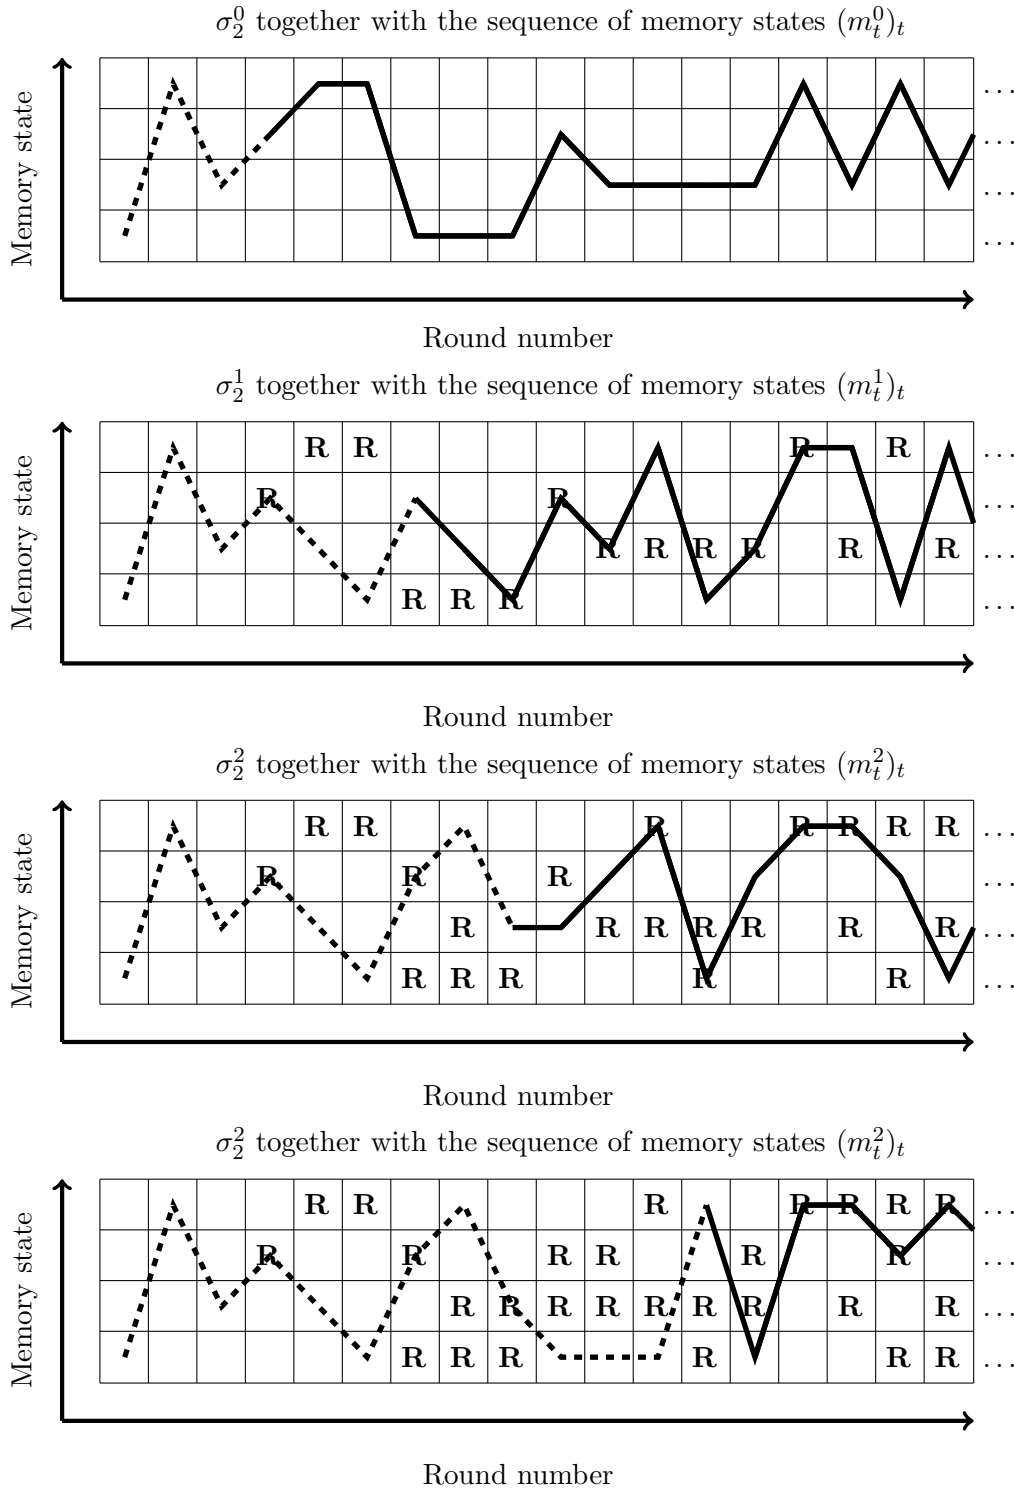 σ₂⁰ together with the sequence of memory states (mₜ⁰)ₜ
Memory state
...
...
...
...
Round number
σ₂¹ together with the sequence of memory states (mₜ¹)ₜ
Memory state
R R R R ...
R R ...
R R R R R R ...
R R R ...
Round number
σ₂² together with the sequence of memory states (mₜ²)ₜ
Memory state
R R R R R R R ...
R R R ...
R R R R R R R ...
R R R R R ...
Round number
σ₂² together with the sequence of memory states (mₜ²)ₜ
Memory state
R R R R R R R ...
R R R R R R ...
R R R R R R R R R ...
R R R R R R ...
Round number